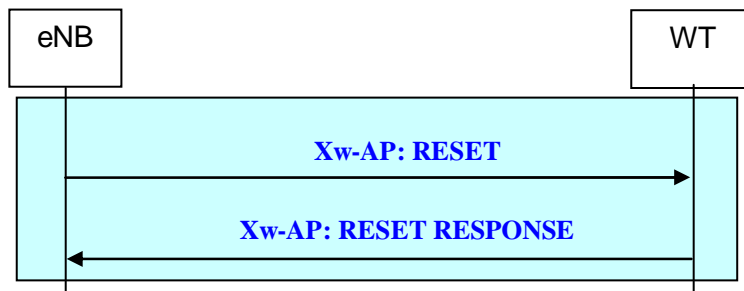 eNB
WT
Xw-AP: RESET
Xw-AP: RESET RESPONSE